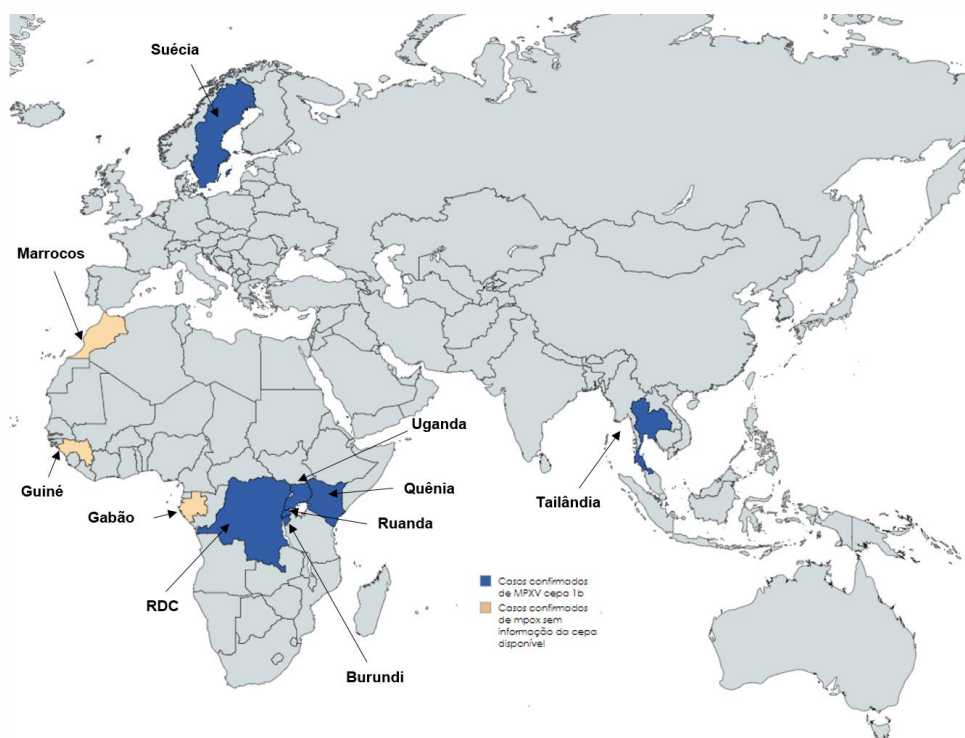 Suécia
Marrocos
Uganda
Guiné
Quênia
Gabão
Ruanda
Tailândia
RDC
Burundi
Casos confirmados
de MPXV cepa 1b
Casos confirmados
de mpox sem
informação da cepa
disponível